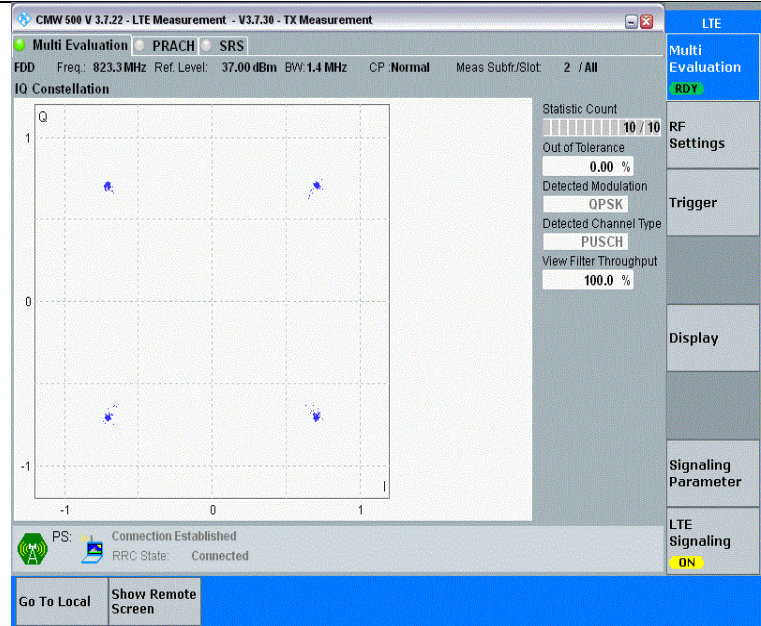 CMW 500 V 3.7.22 - LTE Measurement - V3.7.30 - TX Measurement
LTE
Multi Evaluation PRACH SRS
FDD Freq.: 823.3 MHz Ref. Level: 37.00 dBm BW: 1.4 MHz CP :Normal Meas Subfr./Slot: 2 / All
IQ Constellation
Q
1
0
-1
-1 0 1
I
Statistic Count
10 / 10
Out of Tolerance
0.00 %
Detected Modulation
QPSK
Detected Channel Type
PUSCH
View Filter Throughput
100.0 %
Multi
Evaluation
RDY
RF
Settings
Trigger
Display
Signaling
Parameter
LTE
Signaling
ON
PS: Connection Established
RRC State: Connected
Go To Local
Show Remote
Screen